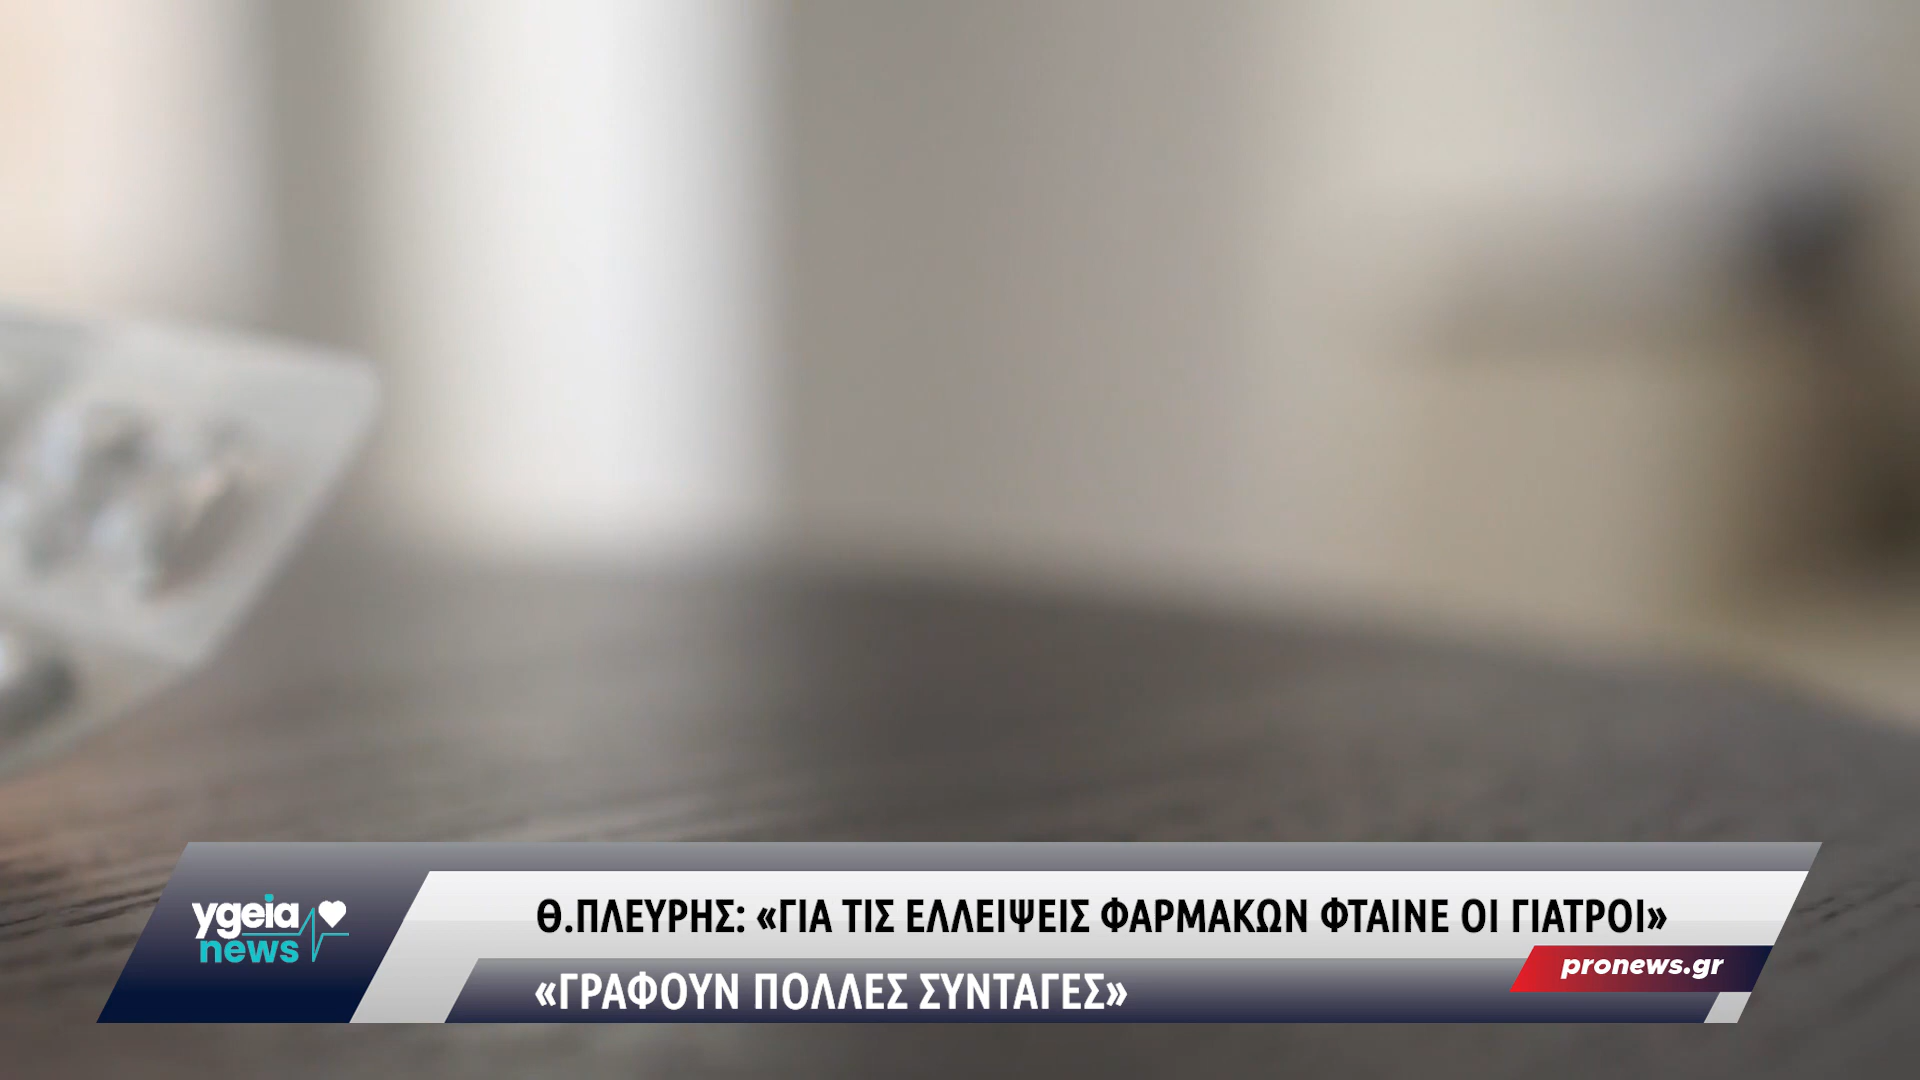 Θ.ΠΛΕΥΡΗΣ: «ΓΙΑ ΤΙΣ ΕΛΛΕΙΨΕΙΣ ΦΑΡΜΑΚΩΝ ΦΤΑΙΝΕ ΟΙ ΓΙΑΤΡΟΙ»
ygeia
news
pronews.gr
«ΓΡΑΦΟΥΝ ΠΟΛΛΕΣ ΣΥΝΤΑΓΕΣ»